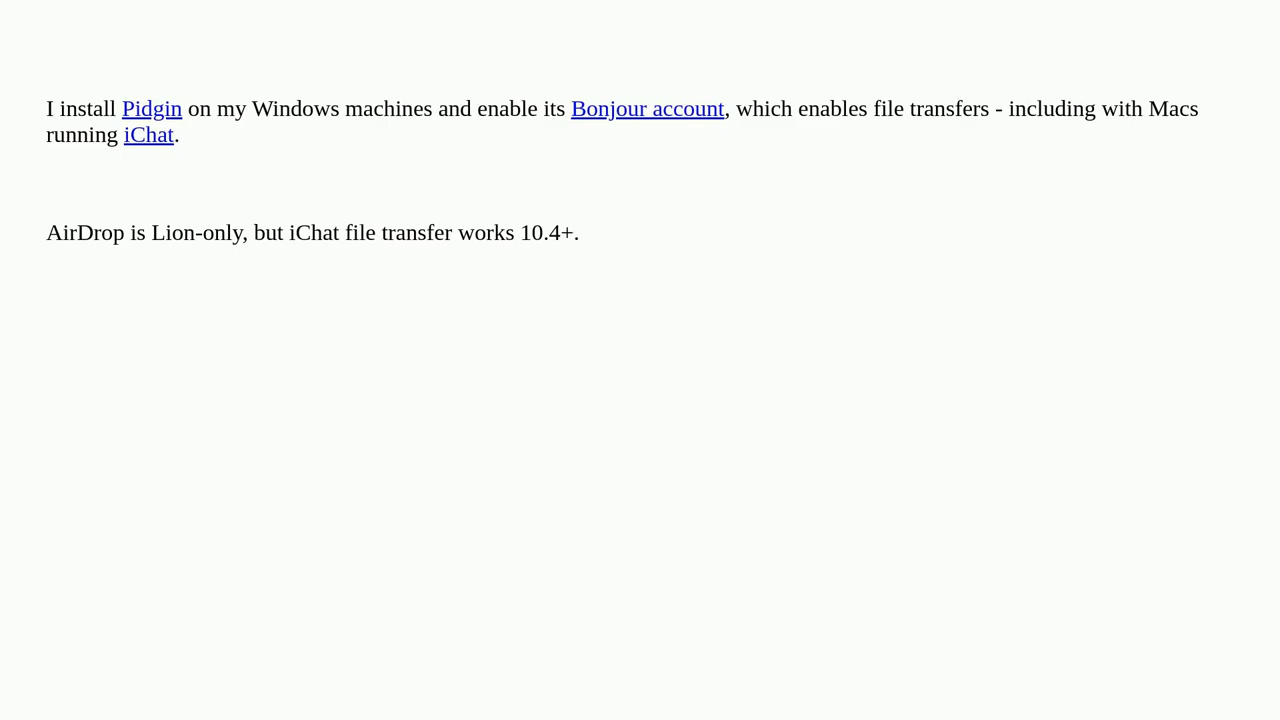 I install Pidgin on my Windows machines and enable its Bonjour account, which enables file transfers - including with Macs
running iChat.
AirDrop is Lion-only, but iChat file transfer works 10.4+.